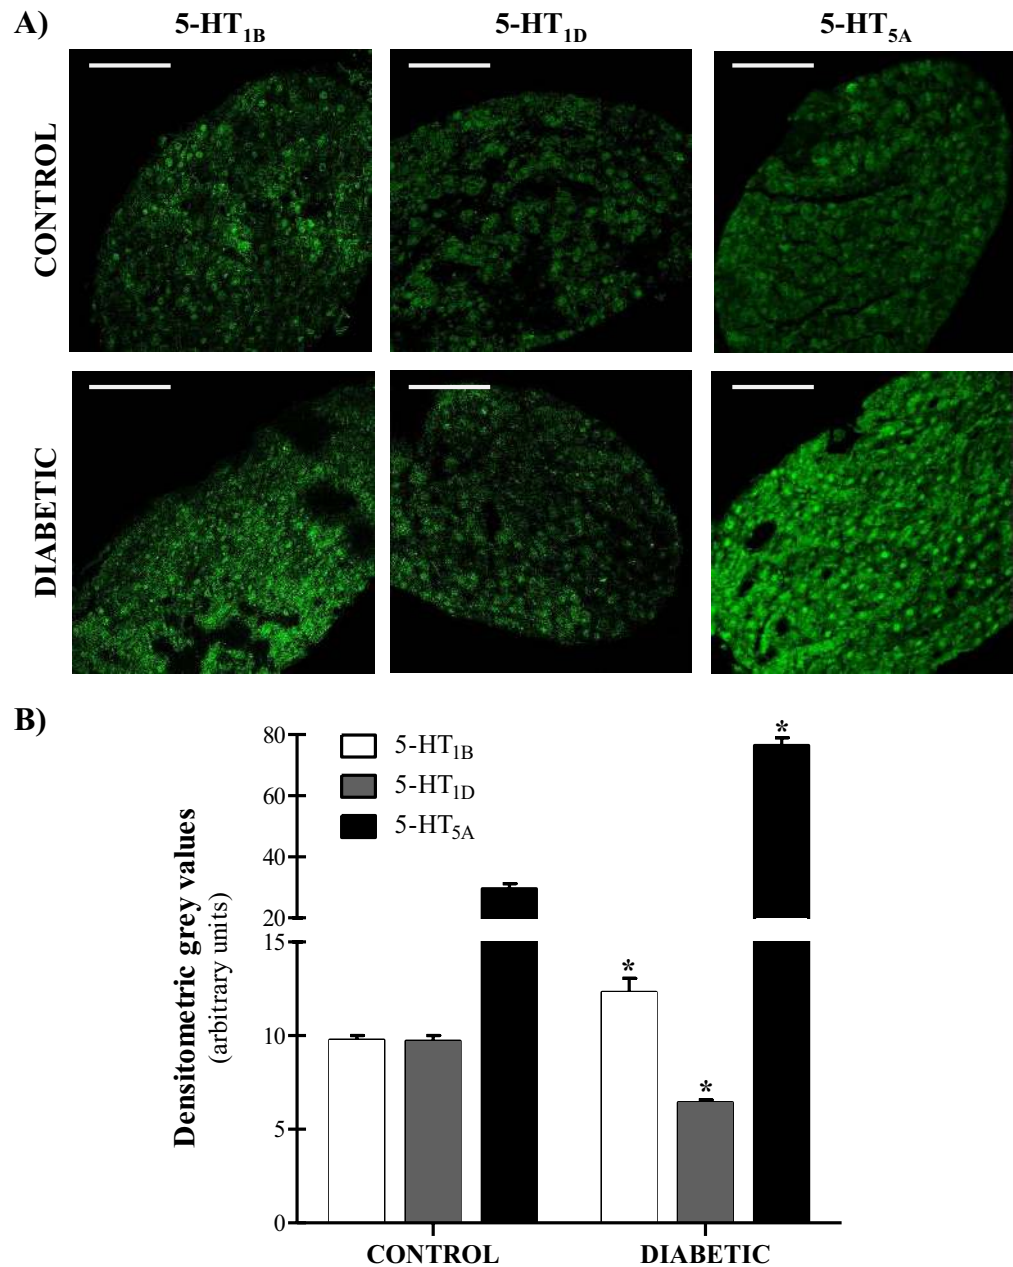 A)
5-HT1B 5-HT1D 5-HT5A
CONTROL
DIABETIC
B)
Densitometric grey values
(arbitrary units)
80
60
40
20
15
10
5
0
5-HT1B
5-HT1D
5-HT5A
*
*
*
CONTROL DIABETIC